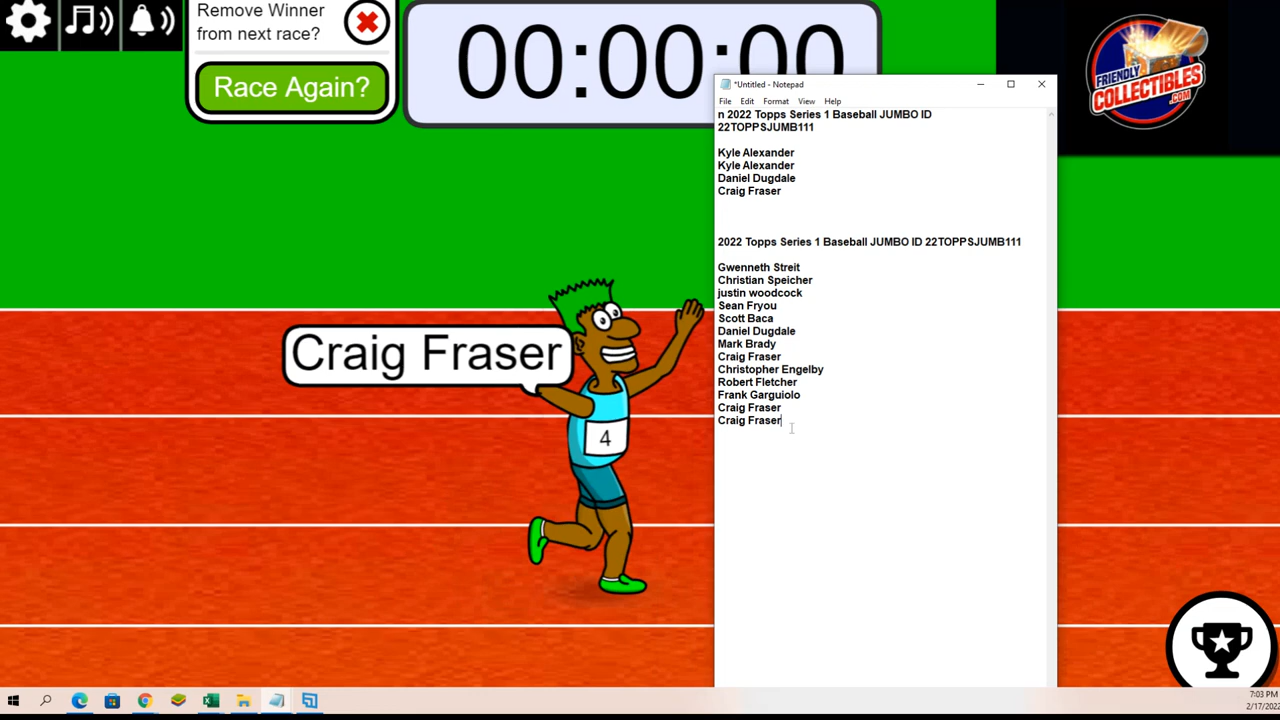 Remove Winner
from next race?
Race Again?
00:00:00
FRIENDLY
COLLECTIBLES
.COM
*Untitled - Notepad
File Edit Format View Help
n 2022 Topps Series 1 Baseball JUMBO ID
22TOPPSJUMB111
Kyle Alexander
Kyle Alexander
Daniel Dugdale
Craig Fraser
2022 Topps Series 1 Baseball JUMBO ID 22TOPPSJUMB111
Gwenneth Streit
Christian Speicher
justin woodcock
Sean Fryou
Scott Baca
Daniel Dugdale
Mark Brady
Craig Fraser
Christopher Engelby
Robert Fletcher
Frank Garguiolo
Craig Fraser
Craig Fraser
Craig Fraser
4
7:03 PM
2/17/2022